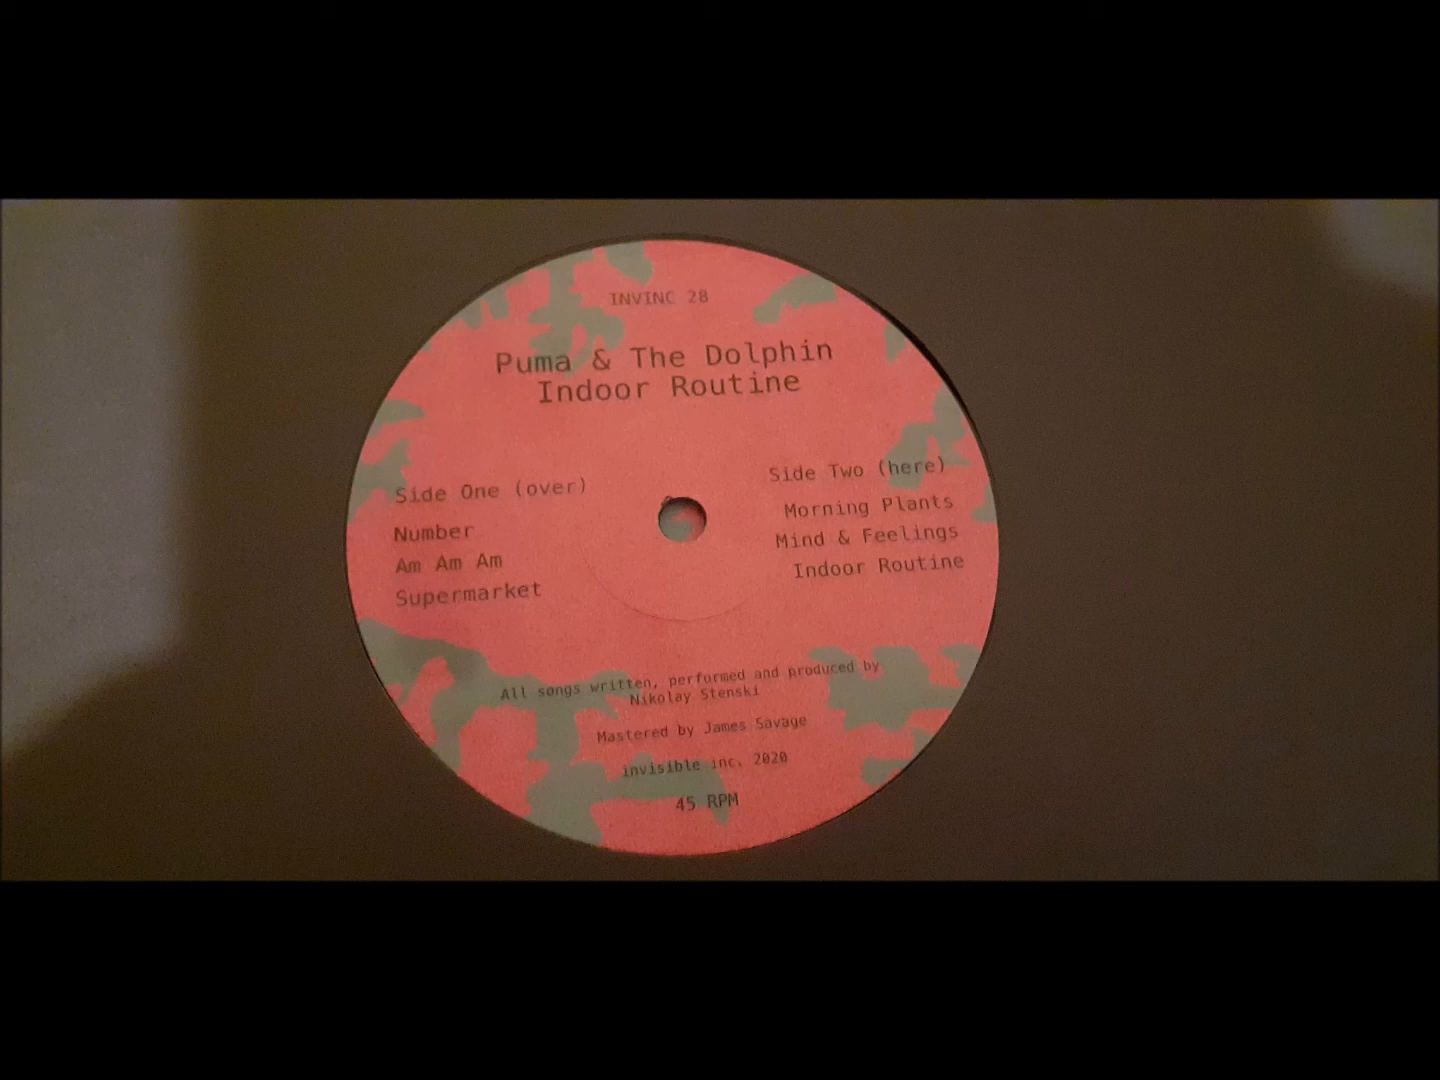 INVINC 28
Puma & The Dolphin
Indoor Routine
Side One (over)
Number
Am Am Am
Supermarket
Side Two (here)
Morning Plants
Mind & Feelings
Indoor Routine
All songs written, performed and produced by
Nikolay Stenski
Mastered by James Savage
invisible inc. 2020
45 RPM